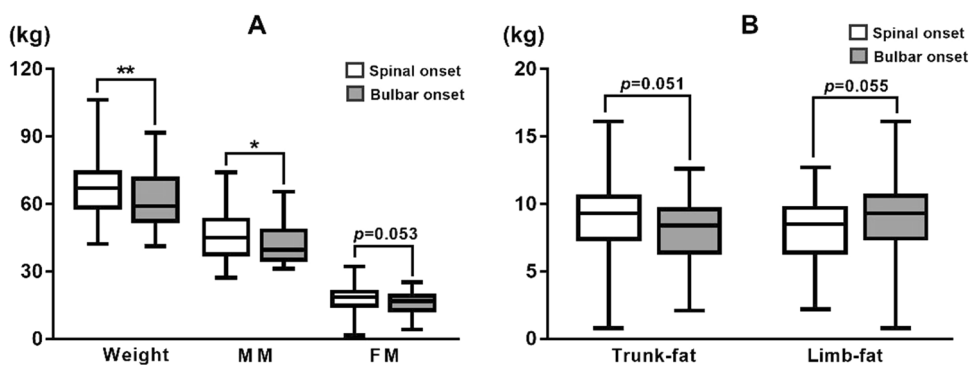 A
(kg)
Spinal onset
Bulbar onset
120
90
60
30
0
**
*
p=0.053
Weight
MM
FM
B
(kg)
Spinal onset
Bulbar onset
20
15
10
5
0
p=0.051
p=0.055
Trunk-fat
Limb-fat